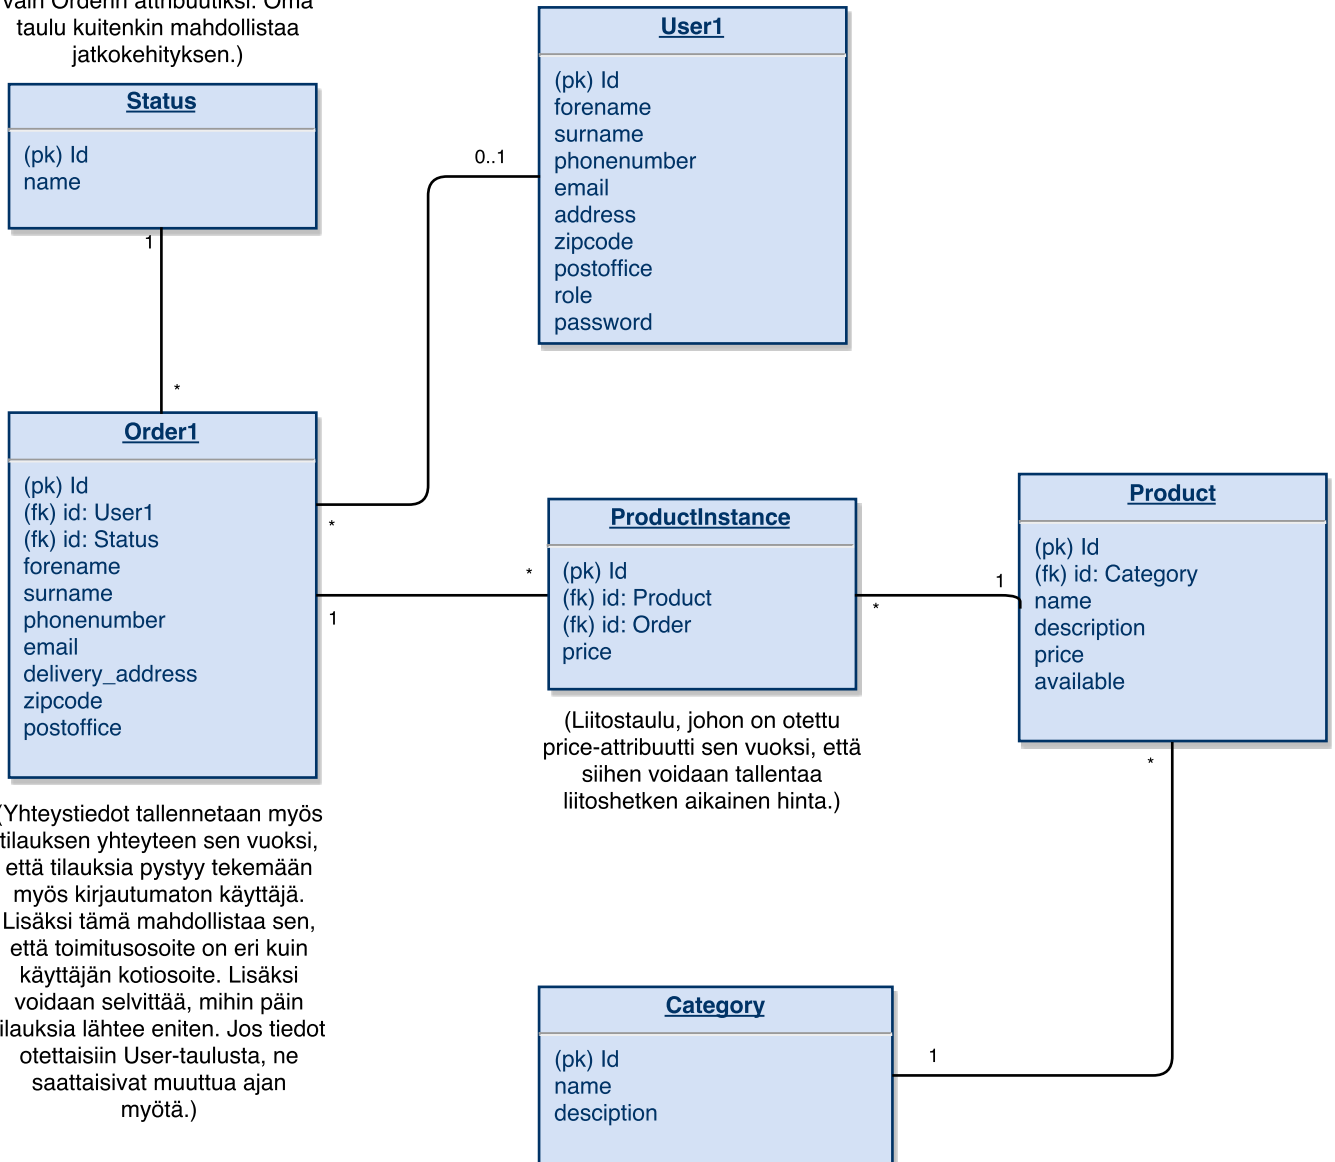 vain Orderin attribuutiksi. Oma
taulu kuitenkin mahdollistaa
jatkokehityksen.)
Status
(pk) Id
name
1
*
User1
(pk) Id
forename
surname
phonenumber
email
address
zipcode
postoffice
role
password
0..1
*
Order1
(pk) Id
(fk) id: User1
(fk) id: Status
forename
surname
phonenumber
email
delivery_address
zipcode
postoffice
1
*
ProductInstance
(pk) Id
(fk) id: Product
(fk) id: Order
price
*
1
(Liitostaulu, johon on otettu
price-attribuutti sen vuoksi, että
siihen voidaan tallentaa
liitoshetken aikainen hinta.)
Product
(pk) Id
(fk) id: Category
name
description
price
available
*
1
(Yhteystiedot tallennetaan myös
tilauksen yhteyteen sen vuoksi,
että tilauksia pystyy tekemään
myös kirjautumaton käyttäjä.
Lisäksi tämä mahdollistaa sen,
että toimitusosoite on eri kuin
käyttäjän kotiosoite. Lisäksi
voidaan selvittää, mihin päin
ilauksia lähtee eniten. Jos tiedot
otettaisiin User-taulusta, ne
saattaisivat muuttua ajan
myötä.)
Category
(pk) Id
name
desciption